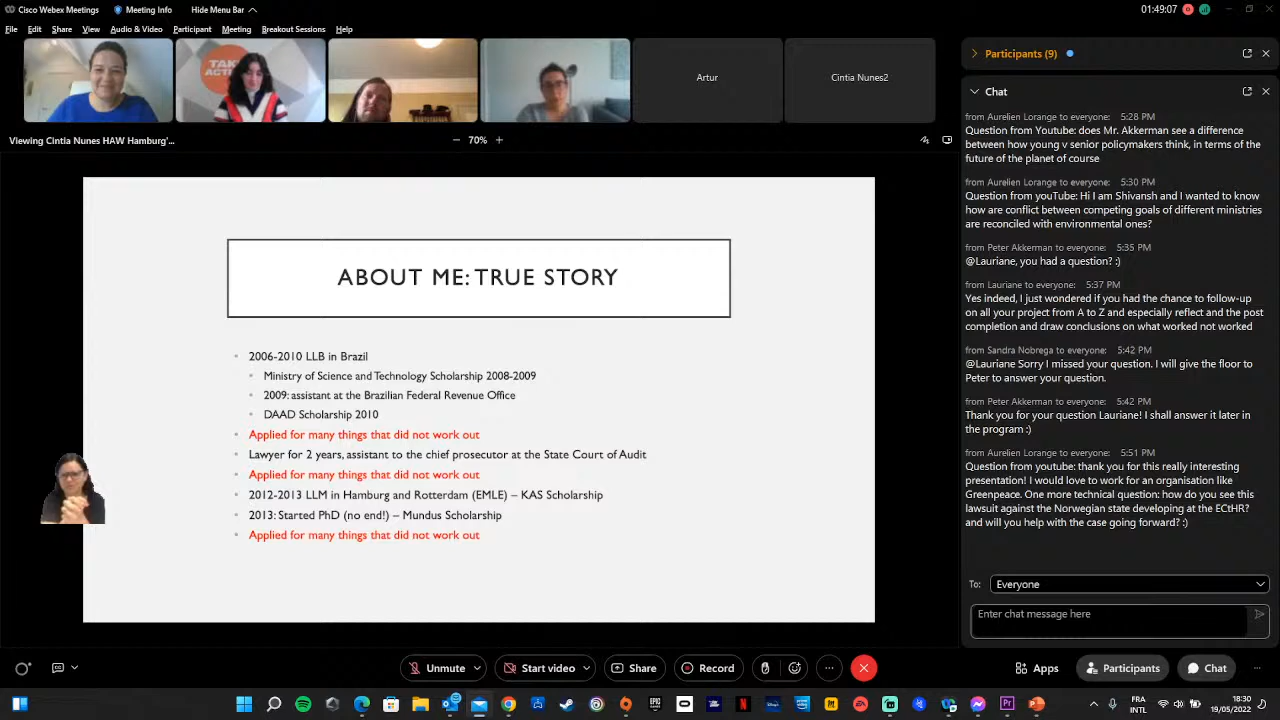 Cisco Webex Meetings
Meeting Info
Hide Menu Bar
01:49:07
File Edit Share View Audio & Video Participant Meeting Breakout Sessions Help
TAKE
ACTION
Artur
Cintia Nunes2
Viewing Cintia Nunes HAW Hamburg'...
70%
ABOUT ME: TRUE STORY
2006-2010 LLB in Brazil
Ministry of Science and Technology Scholarship 2008-2009
2009: assistant at the Brazilian Federal Revenue Office
DAAD Scholarship 2010
Applied for many things that did not work out
Lawyer for 2 years, assistant to the chief prosecutor at the State Court of Audit
Applied for many things that did not work out
2012-2013 LLM in Hamburg and Rotterdam (EMLE) – KAS Scholarship
2013: Started PhD (no end!) – Mundus Scholarship
Applied for many things that did not work out
Participants (9)
Chat
from Aurelien Lorange to everyone: 5:28 PM
Question from Youtube: does Mr. Akkerman see a difference
between how young v senior policymakers think, in terms of the
future of the planet of course
from Aurelien Lorange to everyone: 5:30 PM
Question from youTube: Hi I am Shivansh and I wanted to know
how are conflict between competing goals of different ministries
are reconciled with environmental ones?
from Peter Akkerman to everyone: 5:35 PM
@Lauriane, you had a question? :)
from Lauriane to everyone: 5:37 PM
Yes indeed, I just wondered if you had the chance to follow-up
on all your project from A to Z and especially reflect and the post
completion and draw conclusions on what worked not worked
from Sandra Nobrega to everyone: 5:42 PM
@Lauriane Sorry I missed your question. I will give the floor to
Peter to answer your question.
from Peter Akkerman to everyone: 5:42 PM
Thank you for your question Lauriane! I shall answer it later in
the program :)
from Aurelien Lorange to everyone: 5:51 PM
Question from youtube: thank you for this really interesting
presentation! I would love to work for an organisation like
Greenpeace. One more technical question: How do you see this
lawsuit against the Norwegian state developing at the ECtHR?
and will you help with the case going forward? ;)
To: Everyone
Enter chat message here
Unmute
Start video
Share
Record
Apps
Participants
Chat
FRA
INTL
18:30
19/05/2022